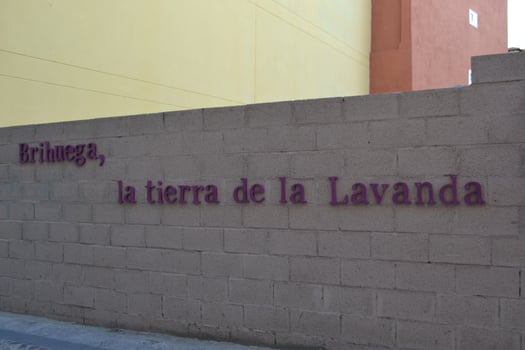 Brihuega,
la tierra de la Lavanda